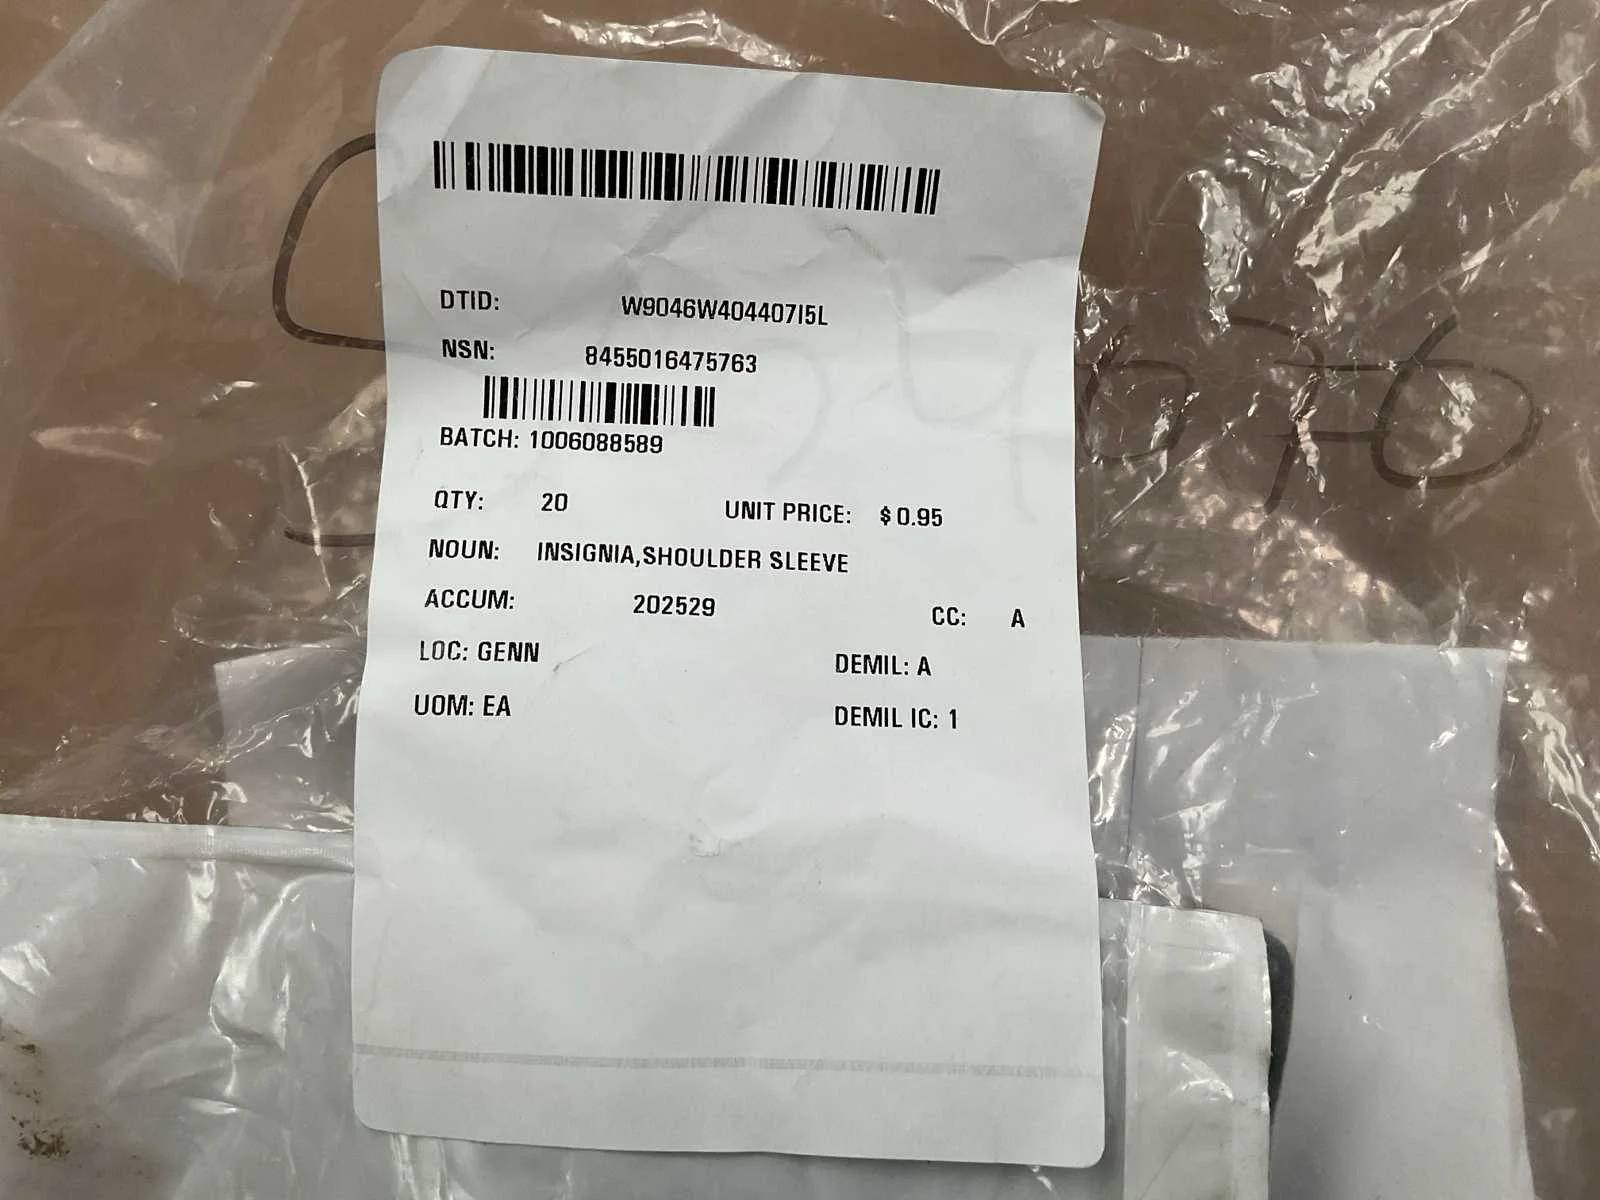 DTID: W9046W404407I5L
NSN: 8455016475763
BATCH: 1006088589
QTY: 20 UNIT PRICE: $ 0.95
NOUN: INSIGNIA,SHOULDER SLEEVE
ACCUM: 202529 CC: A
LOC: GENN DEMIL: A
UOM: EA DEMIL IC: 1